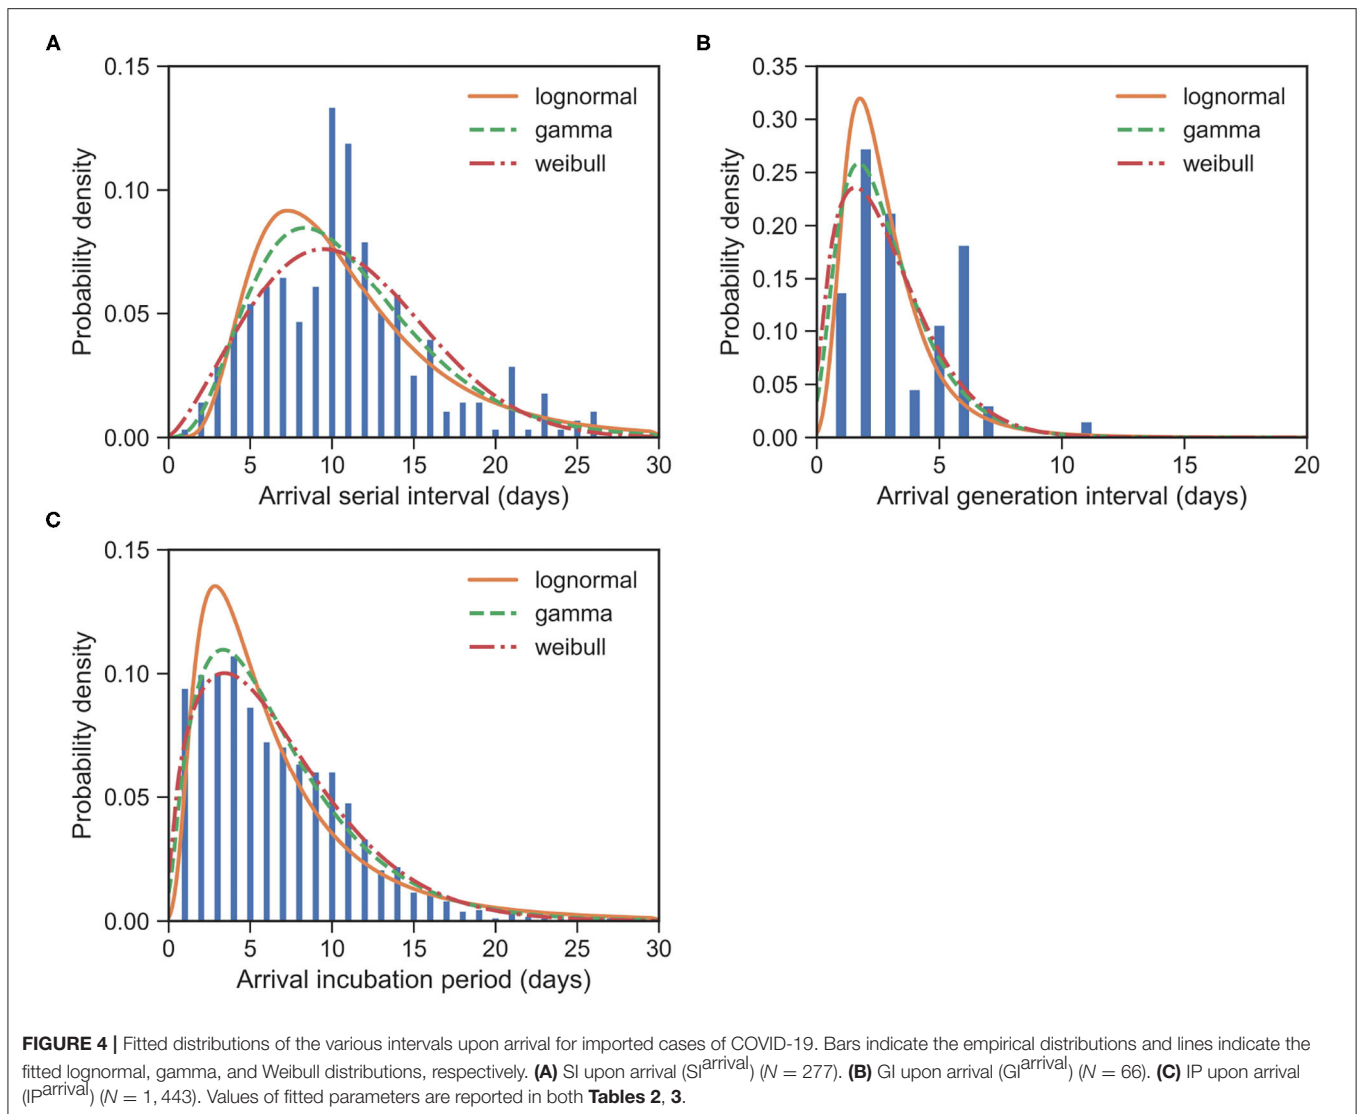 A
0.15
0.10
0.05
0.00
Probability density
lognormal
gamma
weibull
0 5 10 15 20 25 30
Arrival serial interval (days)
B
0.35
0.30
0.25
0.20
0.15
0.10
0.05
0.00
Probability density
lognormal
gamma
weibull
0 5 10 15 20
Arrival generation interval (days)
C
0.15
0.10
0.05
0.00
Probability density
lognormal
gamma
weibull
0 5 10 15 20 25 30
Arrival incubation period (days)
FIGURE 4 | Fitted distributions of the various intervals upon arrival for imported cases of COVID-19. Bars indicate the empirical distributions and lines indicate the
fitted lognormal, gamma, and Weibull distributions, respectively. (A) SI upon arrival (SI^arrival) (N = 277). (B) GI upon arrival (GI^arrival) (N = 66). (C) IP upon arrival
(IP^arrival) (N = 1, 443). Values of fitted parameters are reported in both Tables 2, 3.